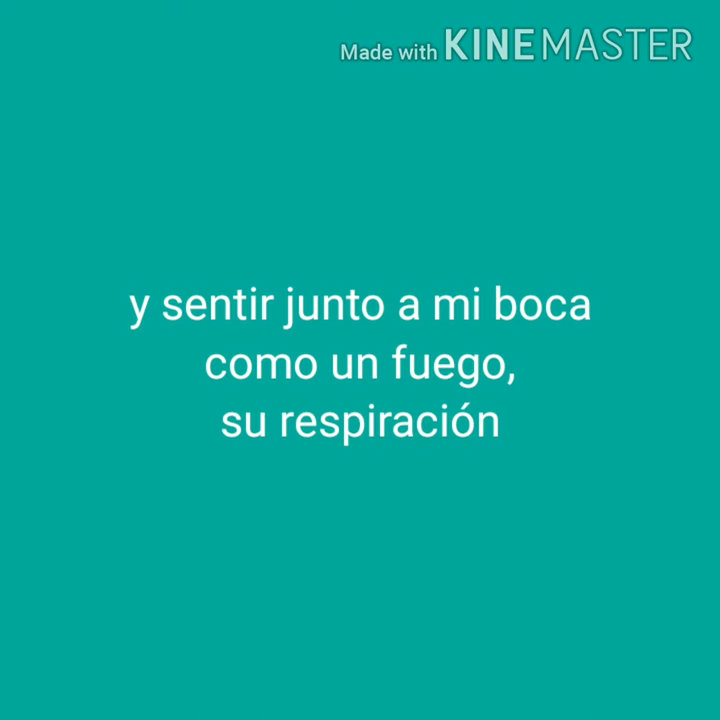 Made with KINEMASTER
y sentir junto a mi boca
como un fuego,
su respiración